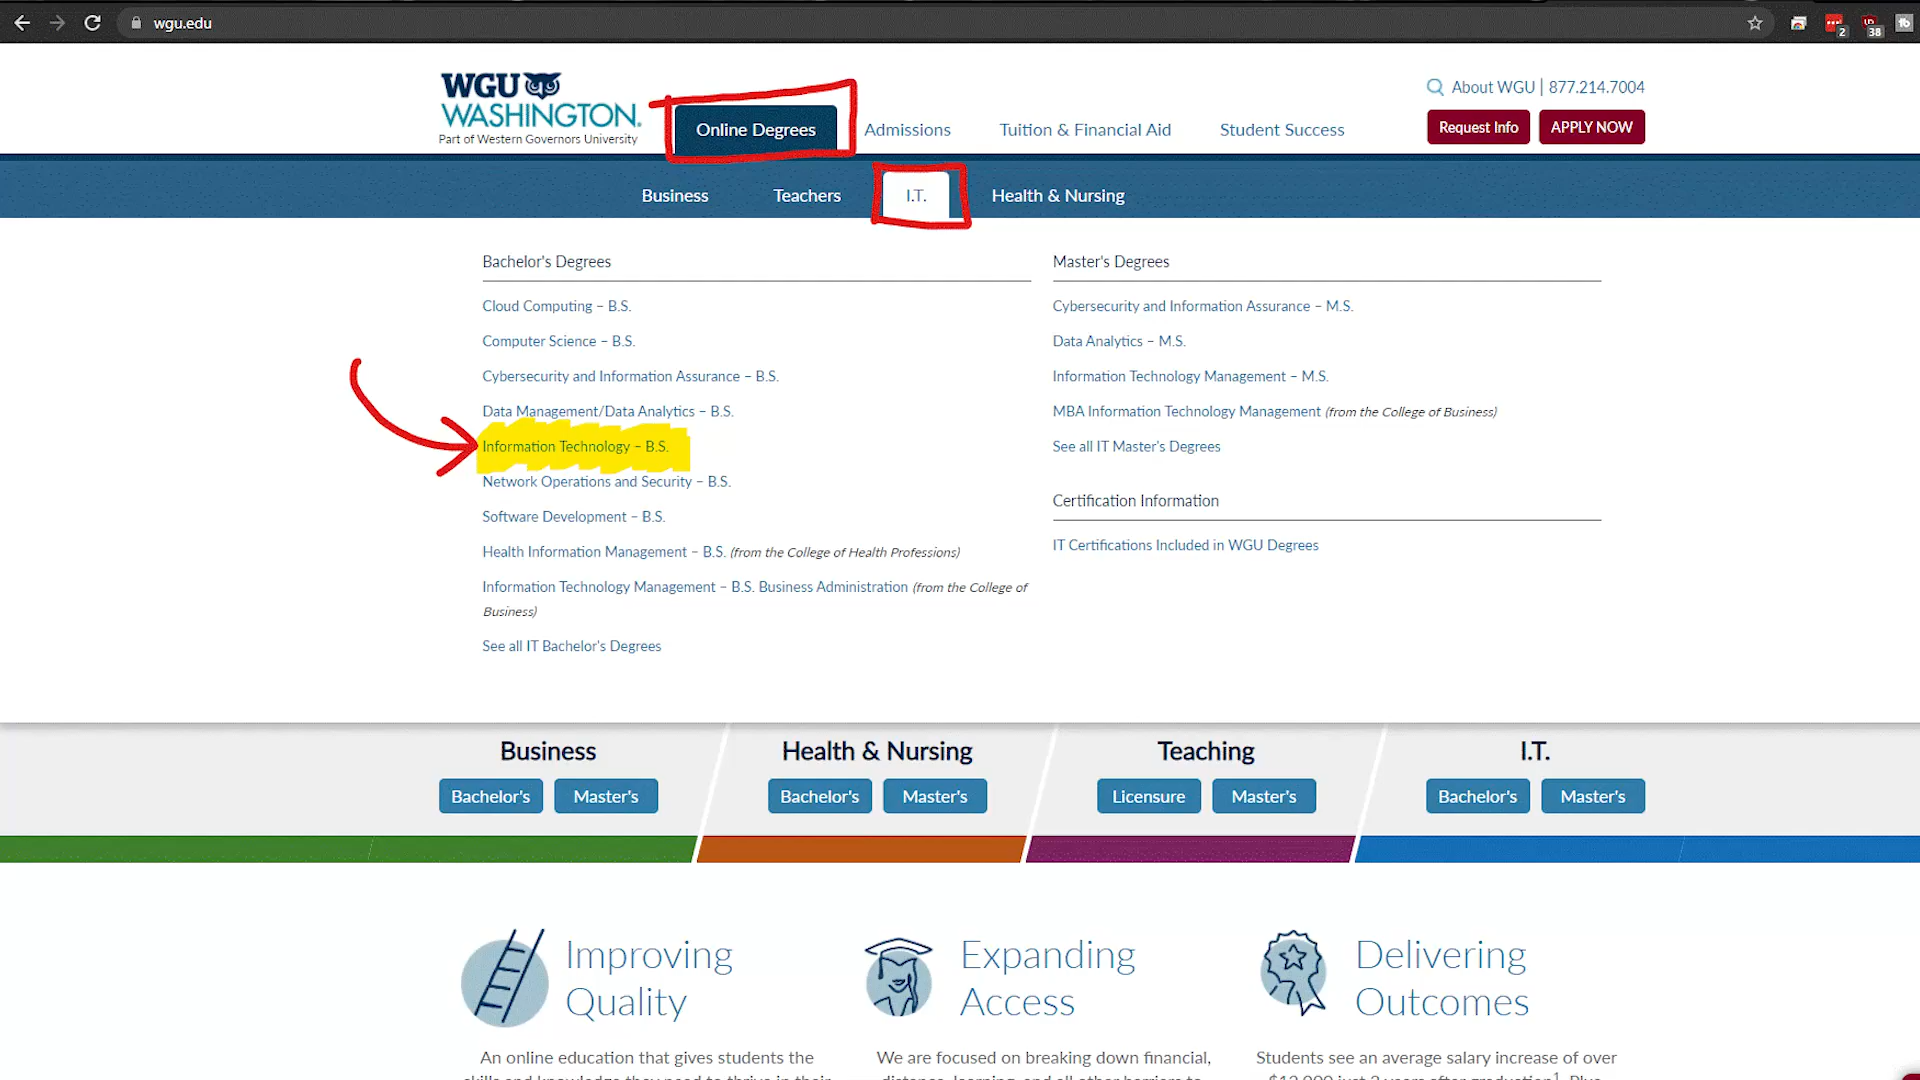 wgu.edu
2
38
WGU
WASHINGTON.
Part of Western Governors University
Online Degrees
Admissions
Tuition & Financial Aid
Student Success
About WGU | 877.214.7004
Request Info
APPLY NOW
Business
Teachers
I.T.
Health & Nursing
Bachelor's Degrees
Cloud Computing – B.S.
Computer Science – B.S.
Cybersecurity and Information Assurance – B.S.
Data Management/Data Analytics – B.S.
Information Technology – B.S.
Network Operations and Security – B.S.
Software Development – B.S.
Health Information Management – B.S. (from the College of Health Professions)
Information Technology Management – B.S. Business Administration (from the College of
Business)
See all IT Bachelor's Degrees
Master's Degrees
Cybersecurity and Information Assurance – M.S.
Data Analytics – M.S.
Information Technology Management – M.S.
MBA Information Technology Management (from the College of Business)
See all IT Master's Degrees
Certification Information
IT Certifications Included in WGU Degrees
Business
Bachelor's
Master's
Health & Nursing
Bachelor's
Master's
Teaching
Licensure
Master's
I.T.
Bachelor's
Master's
Improving
Quality
An online education that gives students the
Expanding
Access
We are focused on breaking down financial,
Delivering
Outcomes
Students see an average salary increase of over